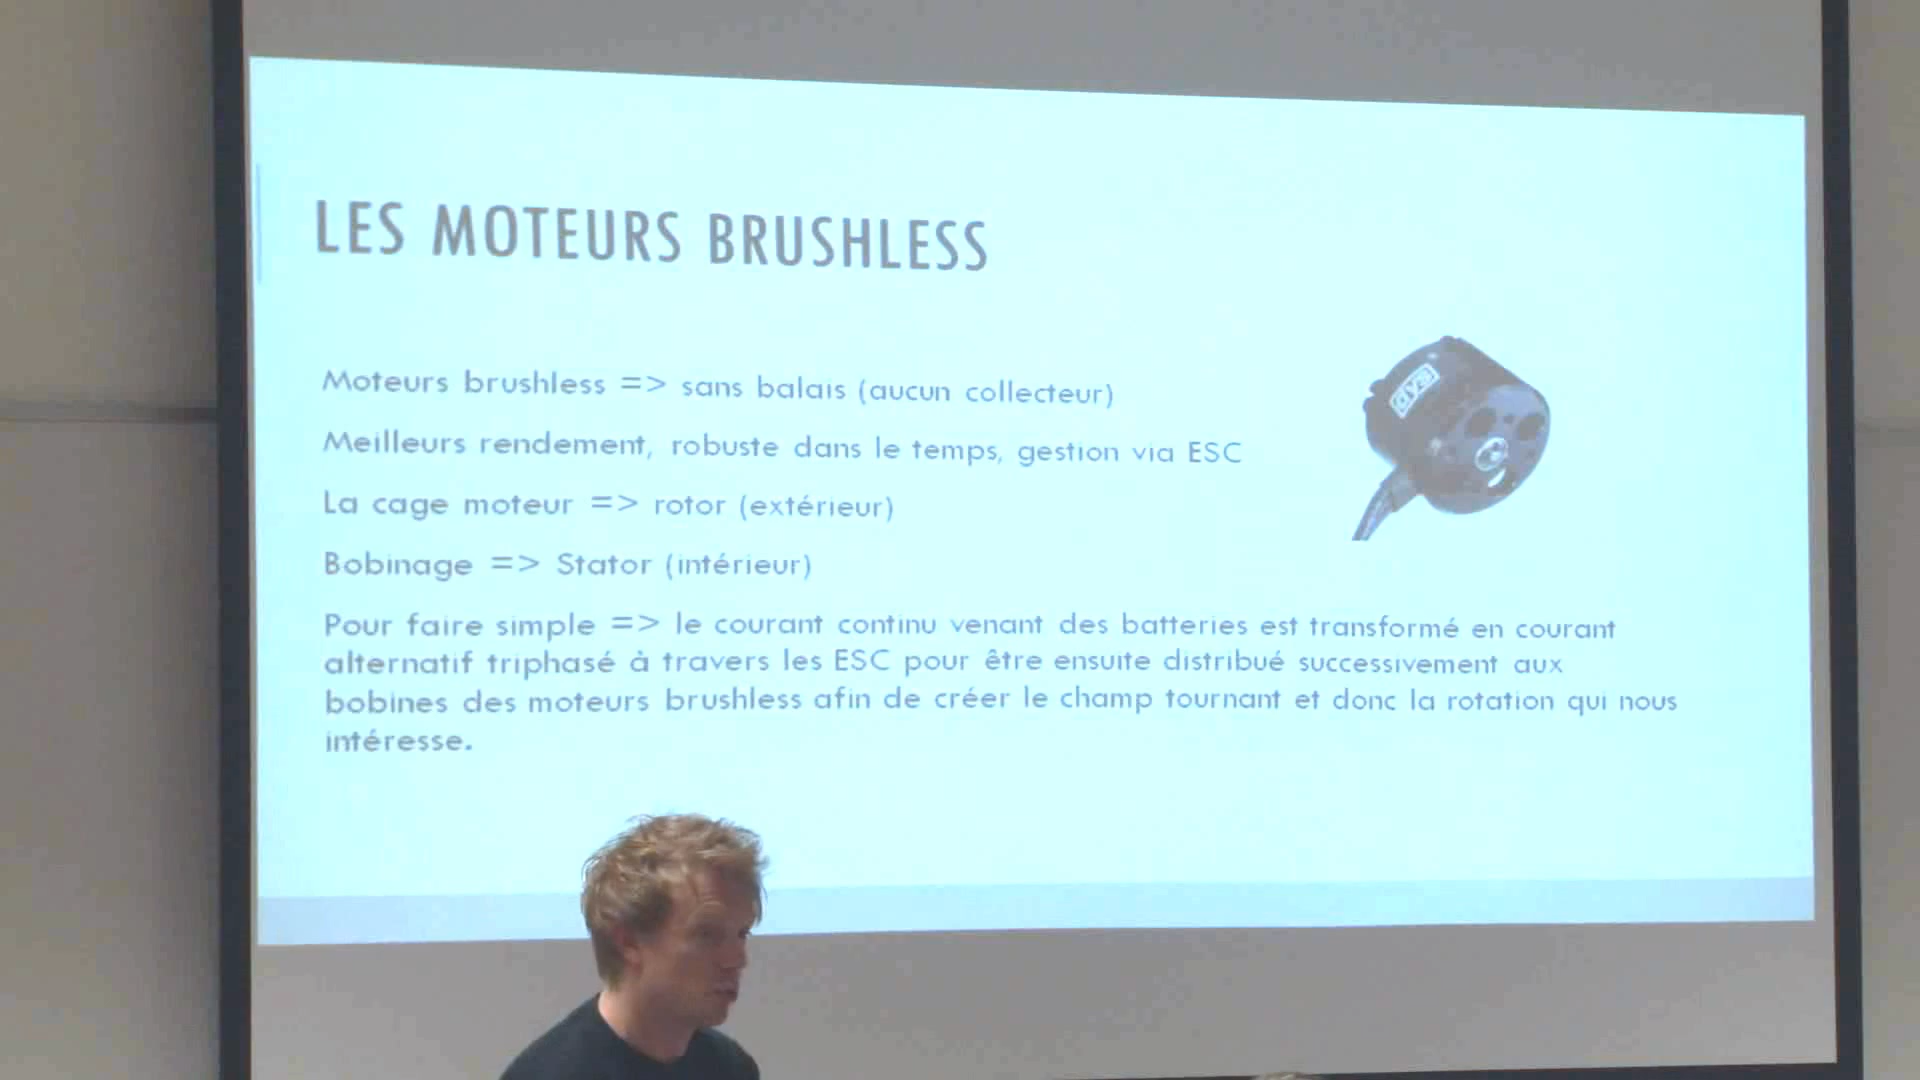 LES MOTEURS BRUSHLESS
Moteurs brushless => sans balais (aucun collecteur)
Meilleurs rendement, robuste dans le temps, gestion via ESC
La cage moteur => rotor (extérieur)
Bobinage => Stator (intérieur)
Pour faire simple => le courant continu venant des batteries est transformé en courant
alternatif triphasé à travers les ESC pour être ensuite distribué successivement aux
bobines des moteurs brushless afin de créer le champ tournant et donc la rotation qui nous
intéresse.
dys